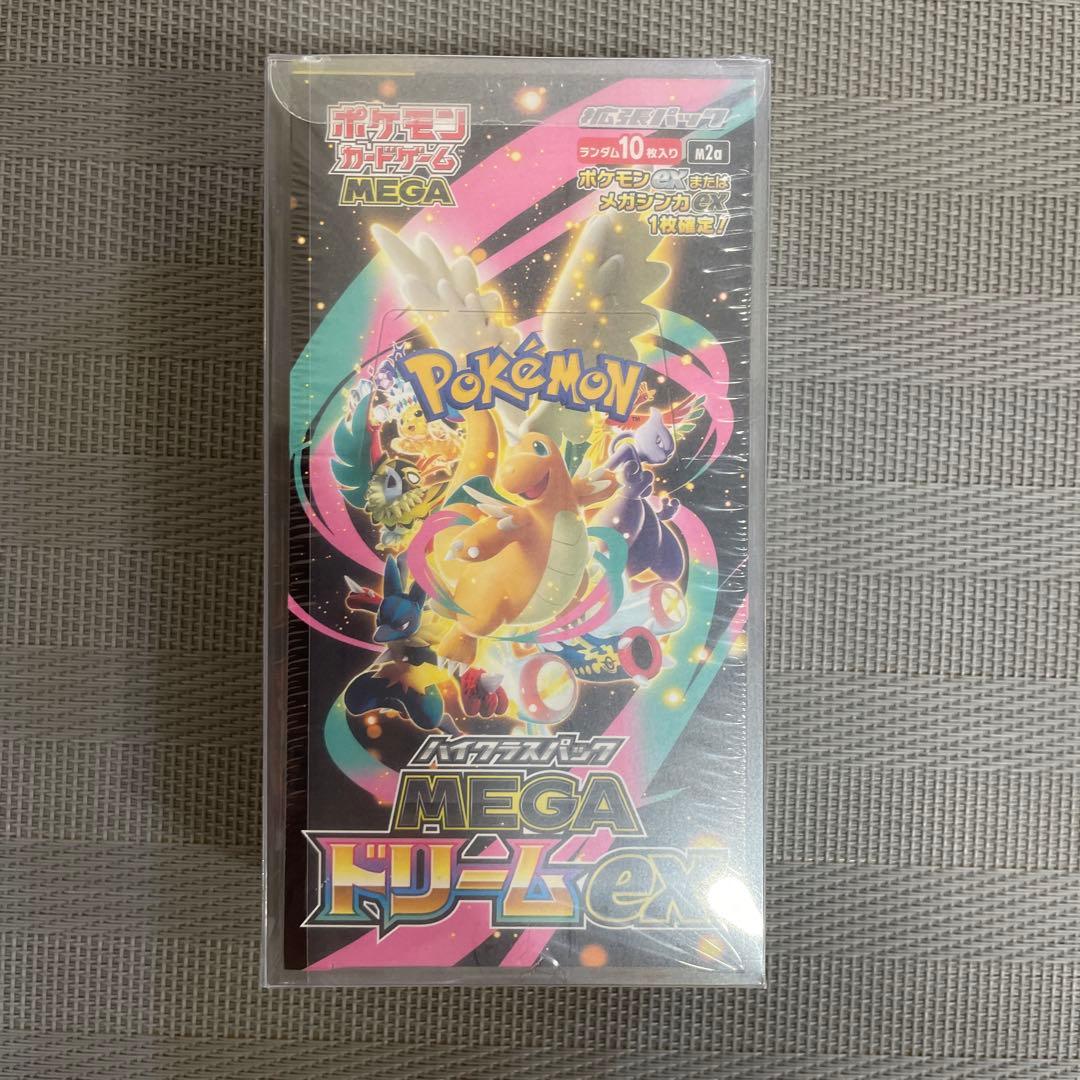 ポケモン
カードゲーム
MEGA
拡張パック
ランダム10枚入り M2a
ポケモンexまたは
メガシンカex
1枚確定!
POKéMON
ハイクラスパック
MEGA
ドリームex